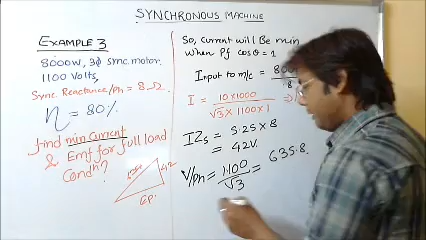 SYNCHRONOUS MACHINE
EXAMPLE 3
8000W, 3Φ Sync. motor.
1100 Volts,
Sync. Reactance/ph = 8Ω
η = 80%
find min current
& Emf for full load
Condn?
So, Current will Be min
when Pf cosθ = 1
Input to m/c = 800
.8
I = 10×1000
√3 × 1100 × 1
IZs = 5.25 × 8
= 42V.
V/Ph = 1100 = 635.8.
√3